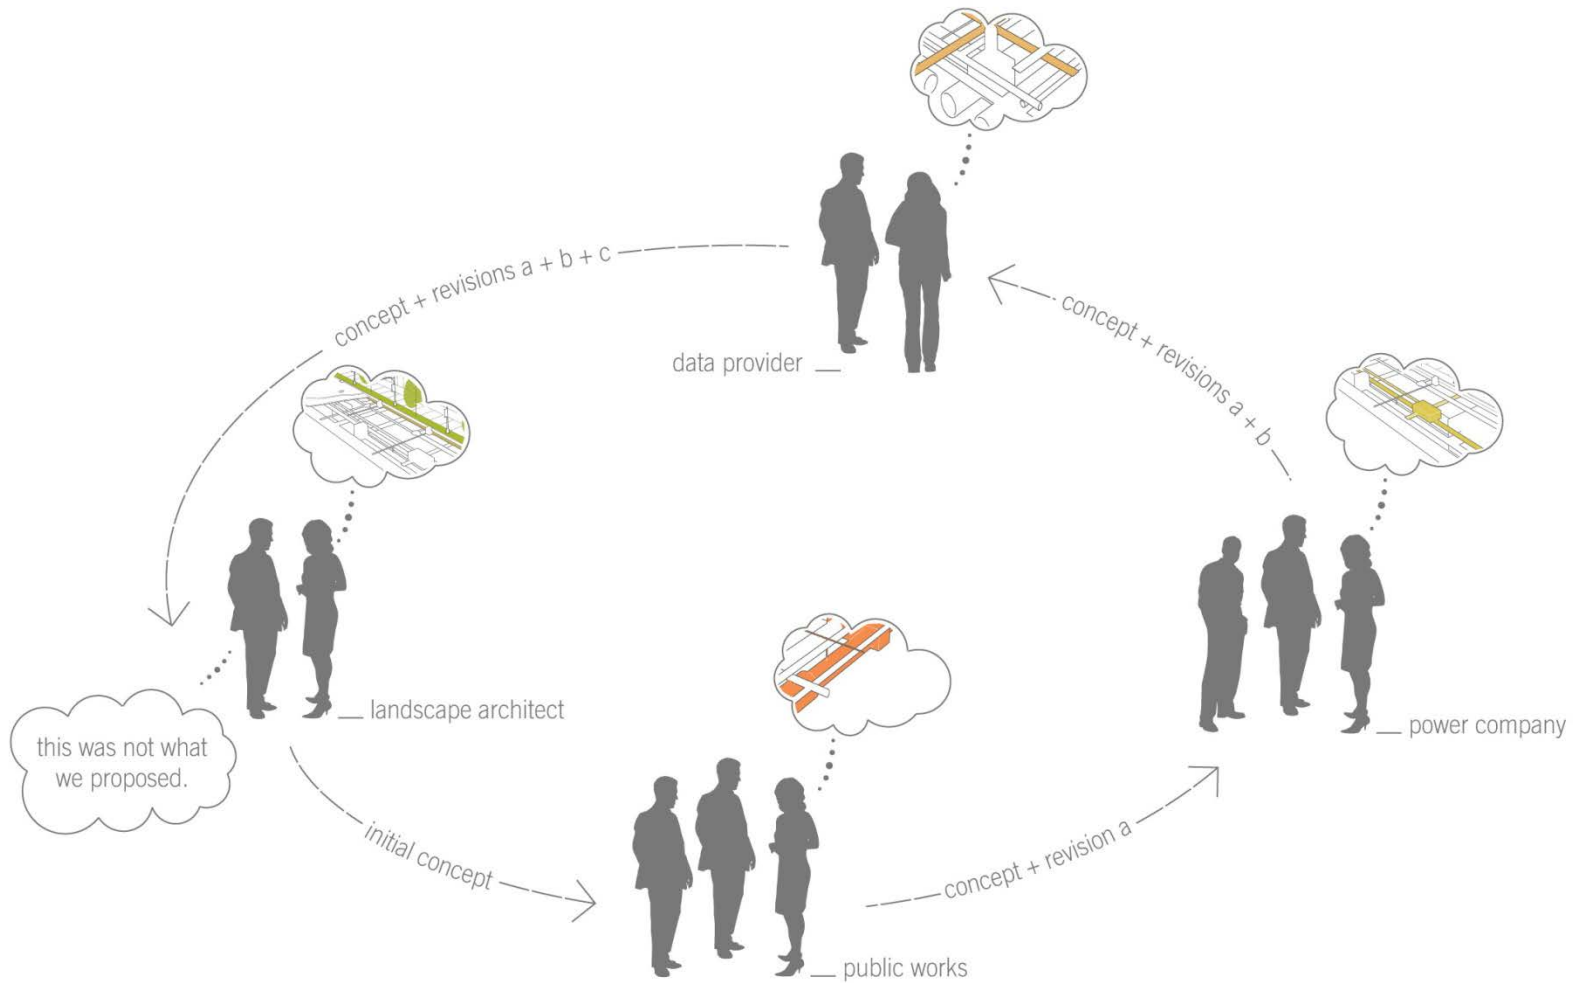 concept + revisions a + b + c
data provider
concept + revisions a + b
landscape architect
this was not what
we proposed.
power company
initial concept
concept + revision a
public works